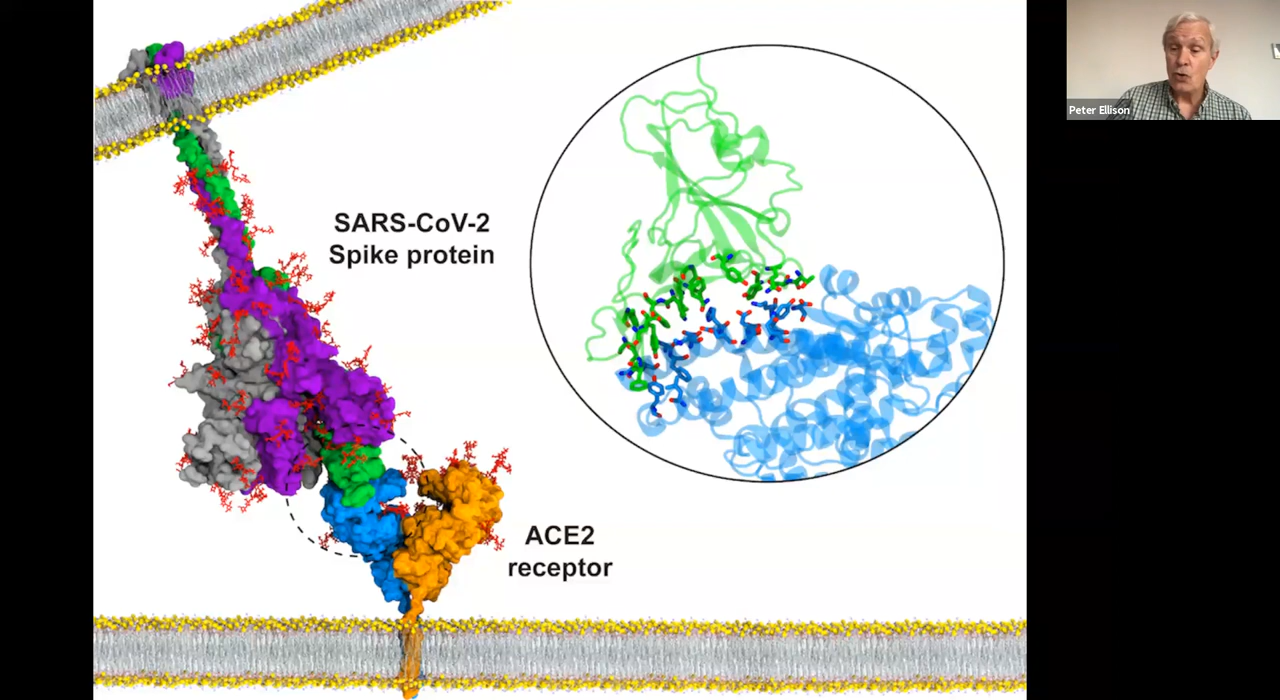 Peter Ellison
SARS-CoV-2
Spike protein
ACE2
receptor